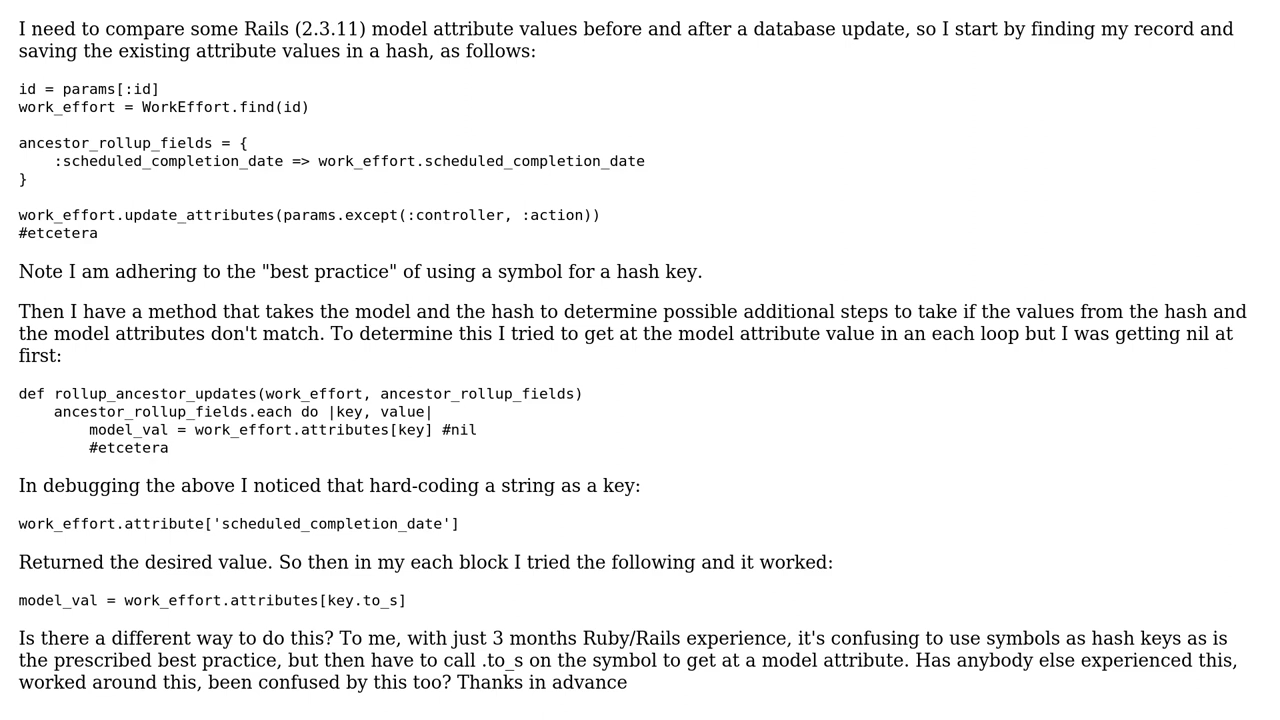 I need to compare some Rails (2.3.11) model attribute values before and after a database update, so I start by finding my record and
saving the existing attribute values in a hash, as follows:
id = params[:id]
work_effort = WorkEffort.find(id)
ancestor_rollup_fields = {
    :scheduled_completion_date => work_effort.scheduled_completion_date
}
work_effort.update_attributes(params.except(:controller, :action))
#etcetera
Note I am adhering to the "best practice" of using a symbol for a hash key.
Then I have a method that takes the model and the hash to determine possible additional steps to take if the values from the hash and
the model attributes don't match. To determine this I tried to get at the model attribute value in an each loop but I was getting nil at
first:
def rollup_ancestor_updates(work_effort, ancestor_rollup_fields)
    ancestor_rollup_fields.each do |key, value|
        model_val = work_effort.attributes[key] #nil
        #etcetera
In debugging the above I noticed that hard-coding a string as a key:
work_effort.attribute['scheduled_completion_date']
Returned the desired value. So then in my each block I tried the following and it worked:
model_val = work_effort.attributes[key.to_s]
Is there a different way to do this? To me, with just 3 months Ruby/Rails experience, it's confusing to use symbols as hash keys as is
the prescribed best practice, but then have to call .to_s on the symbol to get at a model attribute. Has anybody else experienced this,
worked around this, been confused by this too? Thanks in advance